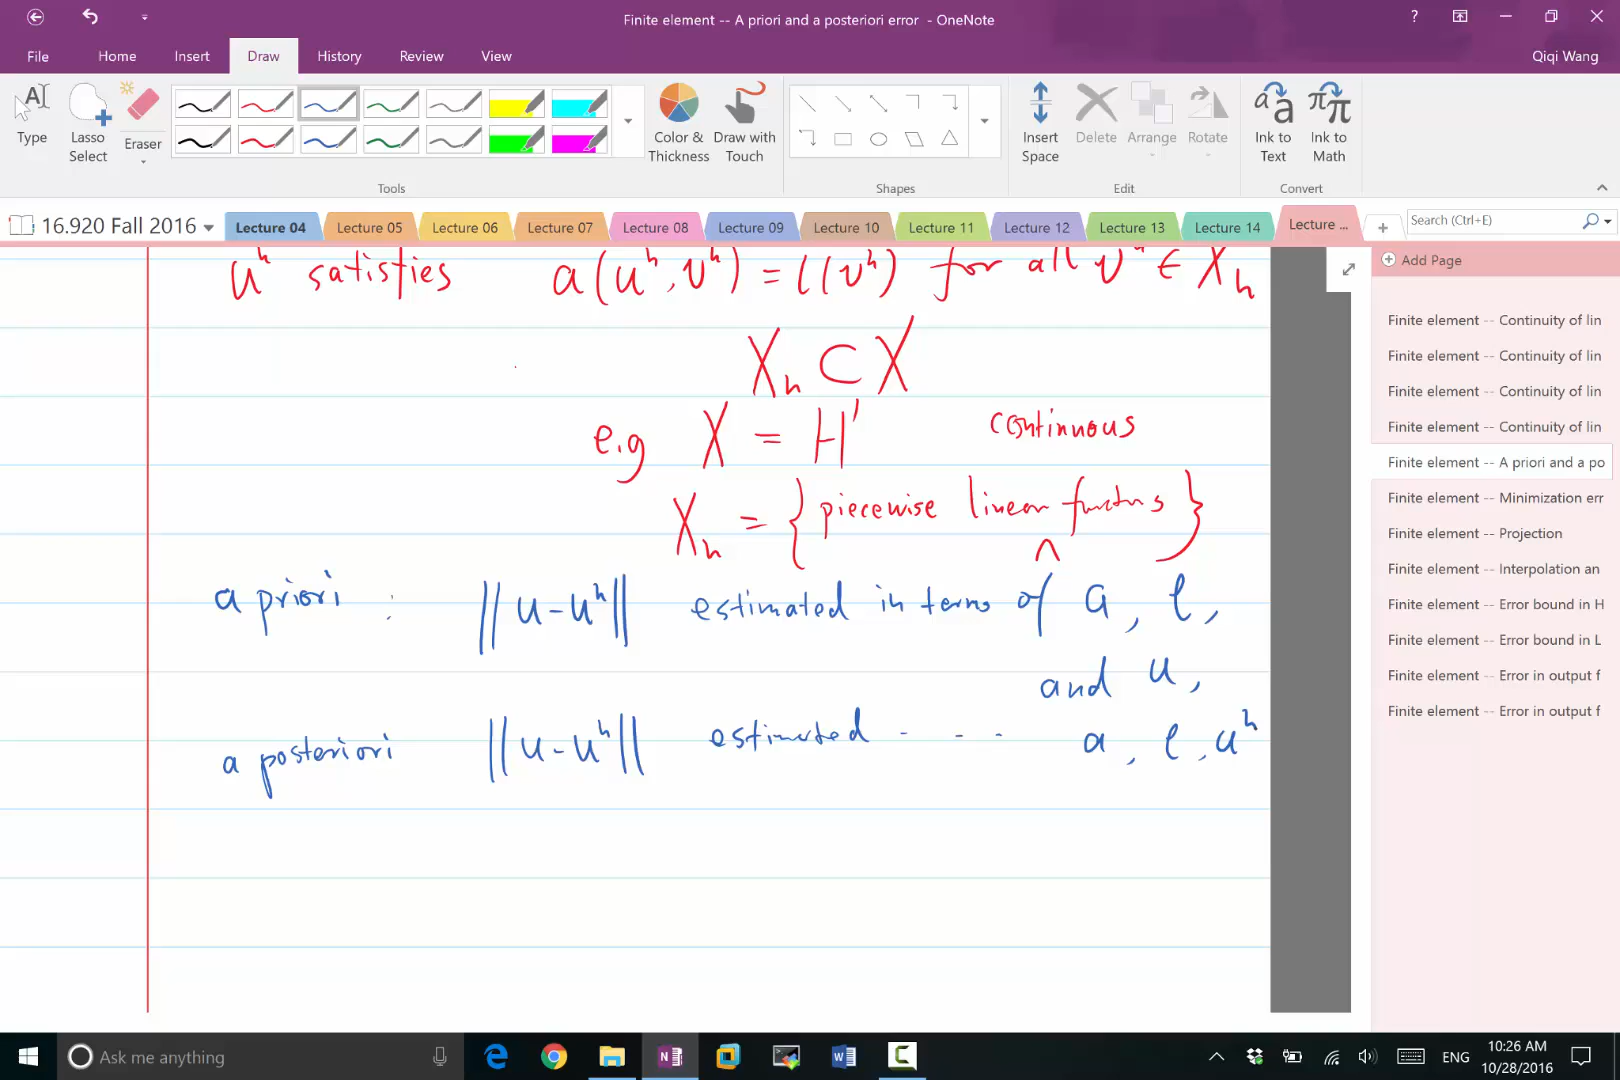 Finite element -- A priori and a posteriori error - OneNote
?
File
Home
Insert
Draw
History
Review
View
Qiqi Wang
Type
Lasso Select
Eraser
Color & Thickness
Draw with Touch
Insert Space
Delete
Arrange
Rotate
Ink to Text
Ink to Math
Tools
Shapes
Edit
Convert
16.920 Fall 2016
Lecture 04
Lecture 05
Lecture 06
Lecture 07
Lecture 08
Lecture 09
Lecture 10
Lecture 11
Lecture 12
Lecture 13
Lecture 14
Lecture ...
Search (Ctrl+E)
u^h satisfies a(u^h, v^h) = l(v^h) for all v^h ∈ X_h
X_h ⊂ X
e.g X = H^1 continuous
X_h = { piecewise linear functns }
^
a priori : ||u-u^h|| estimated in terms of a, l,
and u,
a posteriori ||u-u^h|| estimated - - - a, l, u^h
Add Page
Finite element -- Continuity of lin
Finite element -- Continuity of lin
Finite element -- Continuity of lin
Finite element -- Continuity of lin
Finite element -- A priori and a po
Finite element -- Minimization err
Finite element -- Projection
Finite element -- Interpolation an
Finite element -- Error bound in H
Finite element -- Error bound in L
Finite element -- Error in output f
Finite element -- Error in output f
Ask me anything
ENG
10:26 AM
10/28/2016